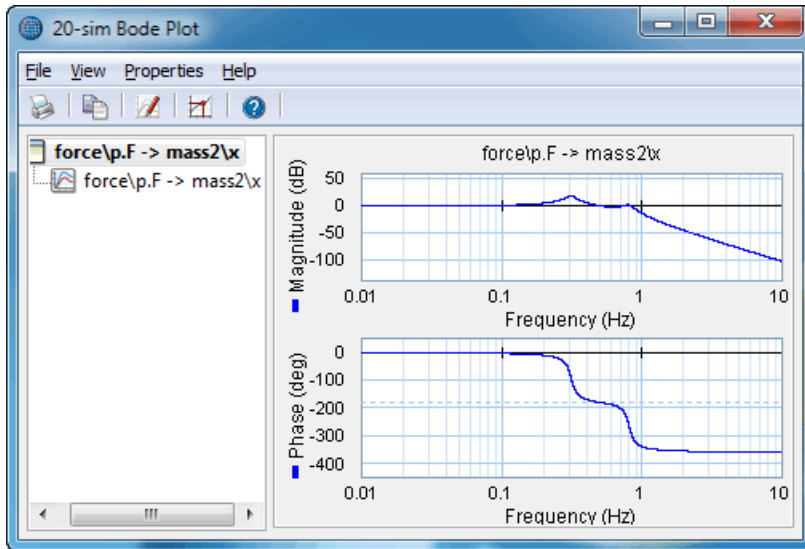 20-sim Bode Plot
X
File View Properties Help
?
force\p.F -> mass2\x
force\p.F -> mass2\x
force\p.F -> mass2\x
Magnitude (dB)
50
0
-50
-100
0.01 0.1 1 10
Frequency (Hz)
Phase (deg)
0
-100
-200
-300
-400
0.01 0.1 1 10
Frequency (Hz)